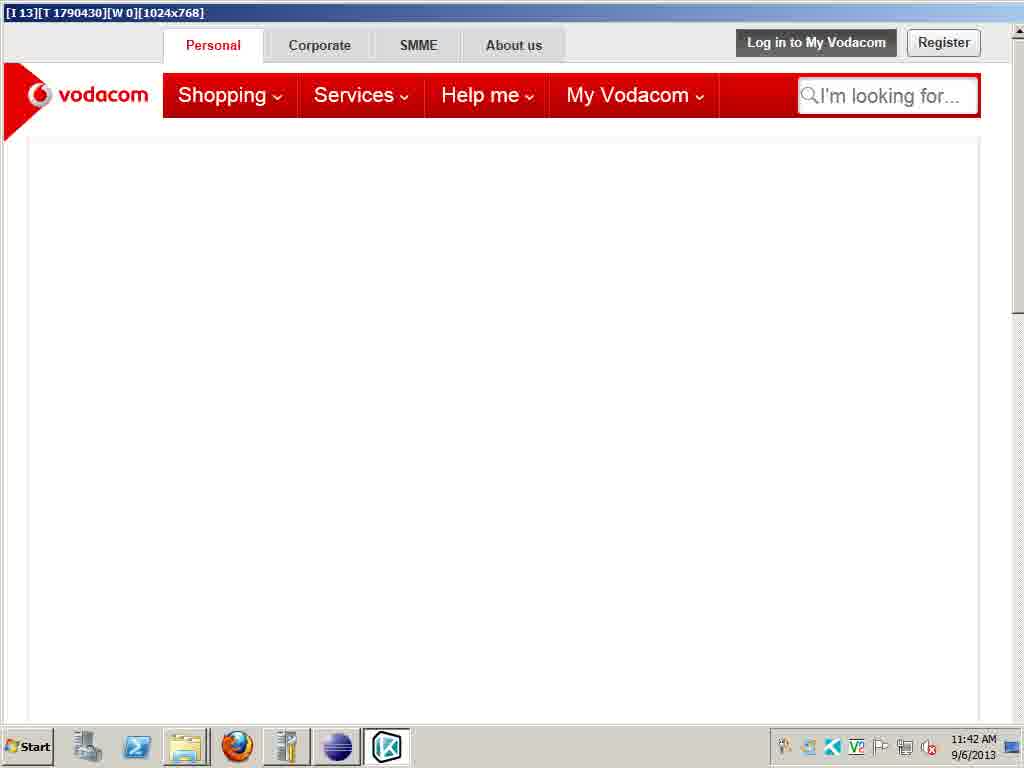 [I 13][T 1790430][W 0][1024x768]
Personal Corporate SMME About us Log in to My Vodacom Register
vodacom Shopping Services Help me My Vodacom I'm looking for...
Start 11:42 AM
9/6/2013